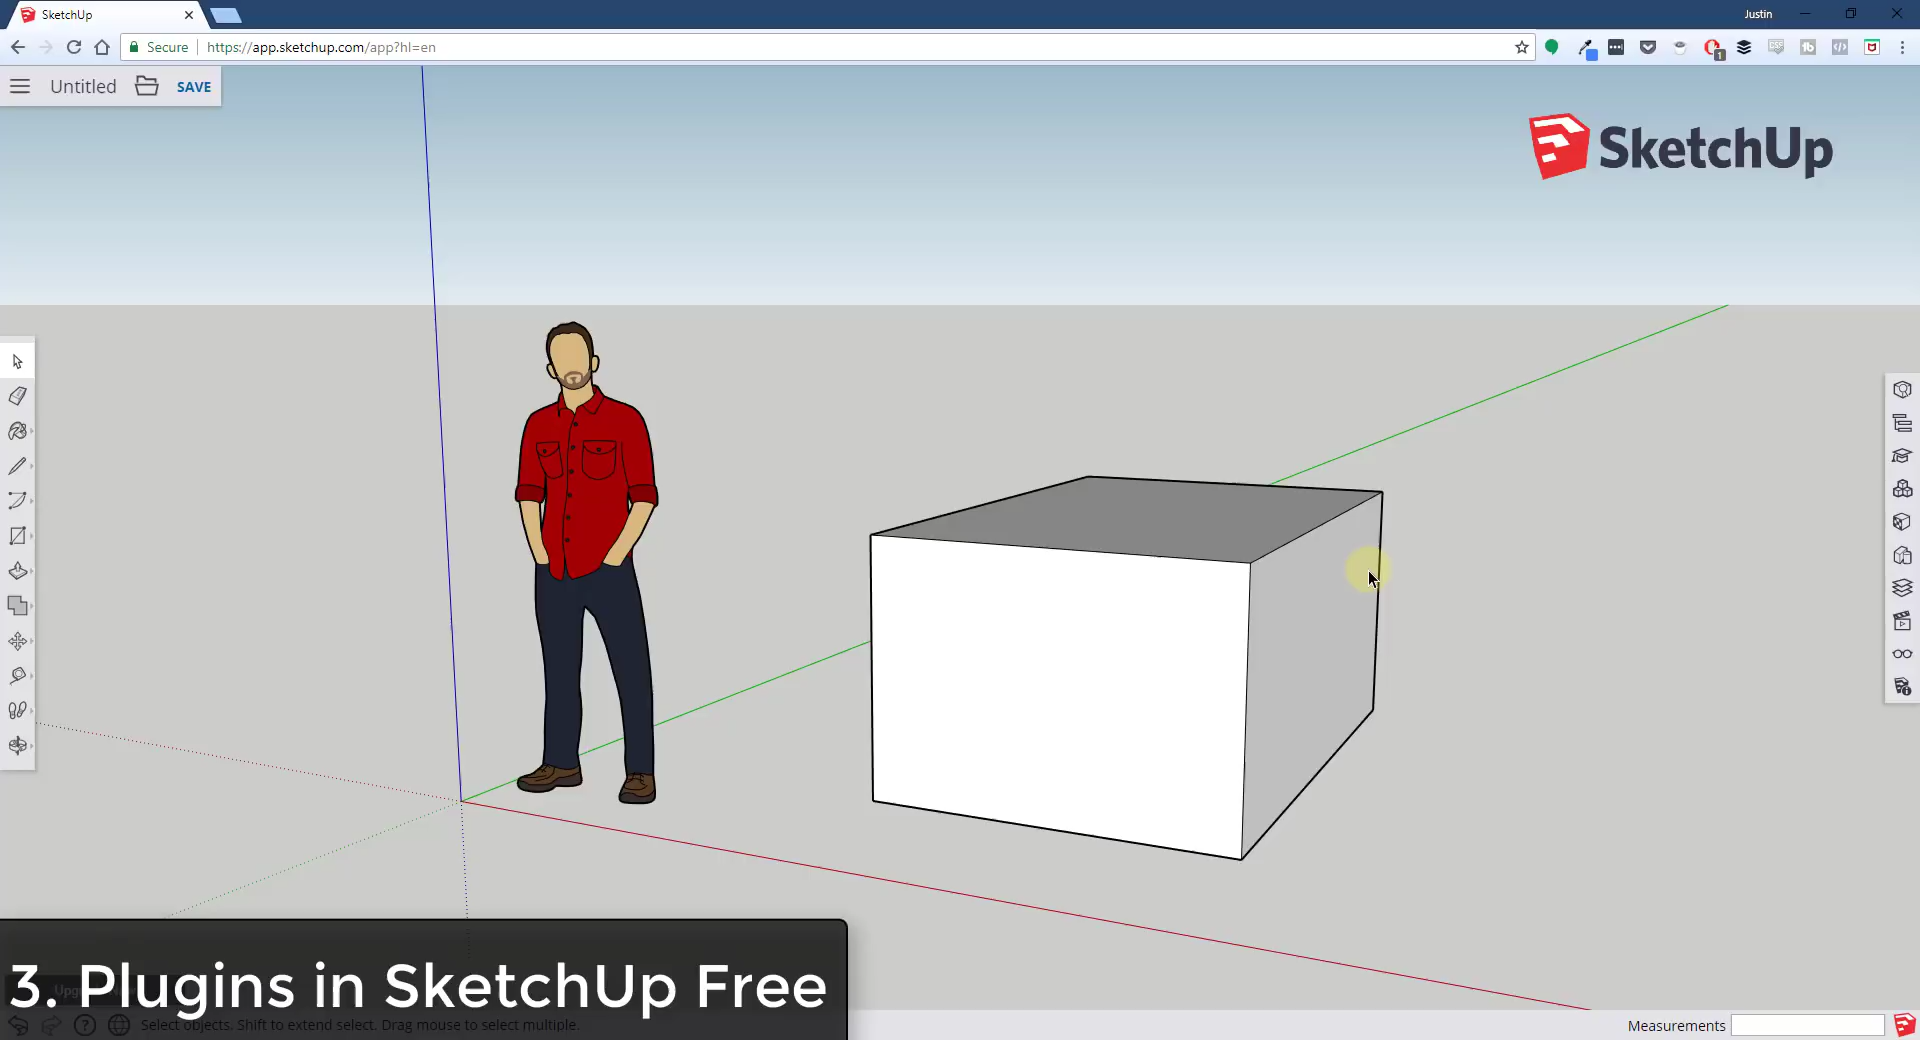 SketchUp
Justin
Secure
https://app.sketchup.com/app?hl=en
1
Untitled
SAVE
SketchUp
3. Plugins in SketchUp Free
Select objects. Shift to extend select. Drag mouse to select multiple.
Measurements